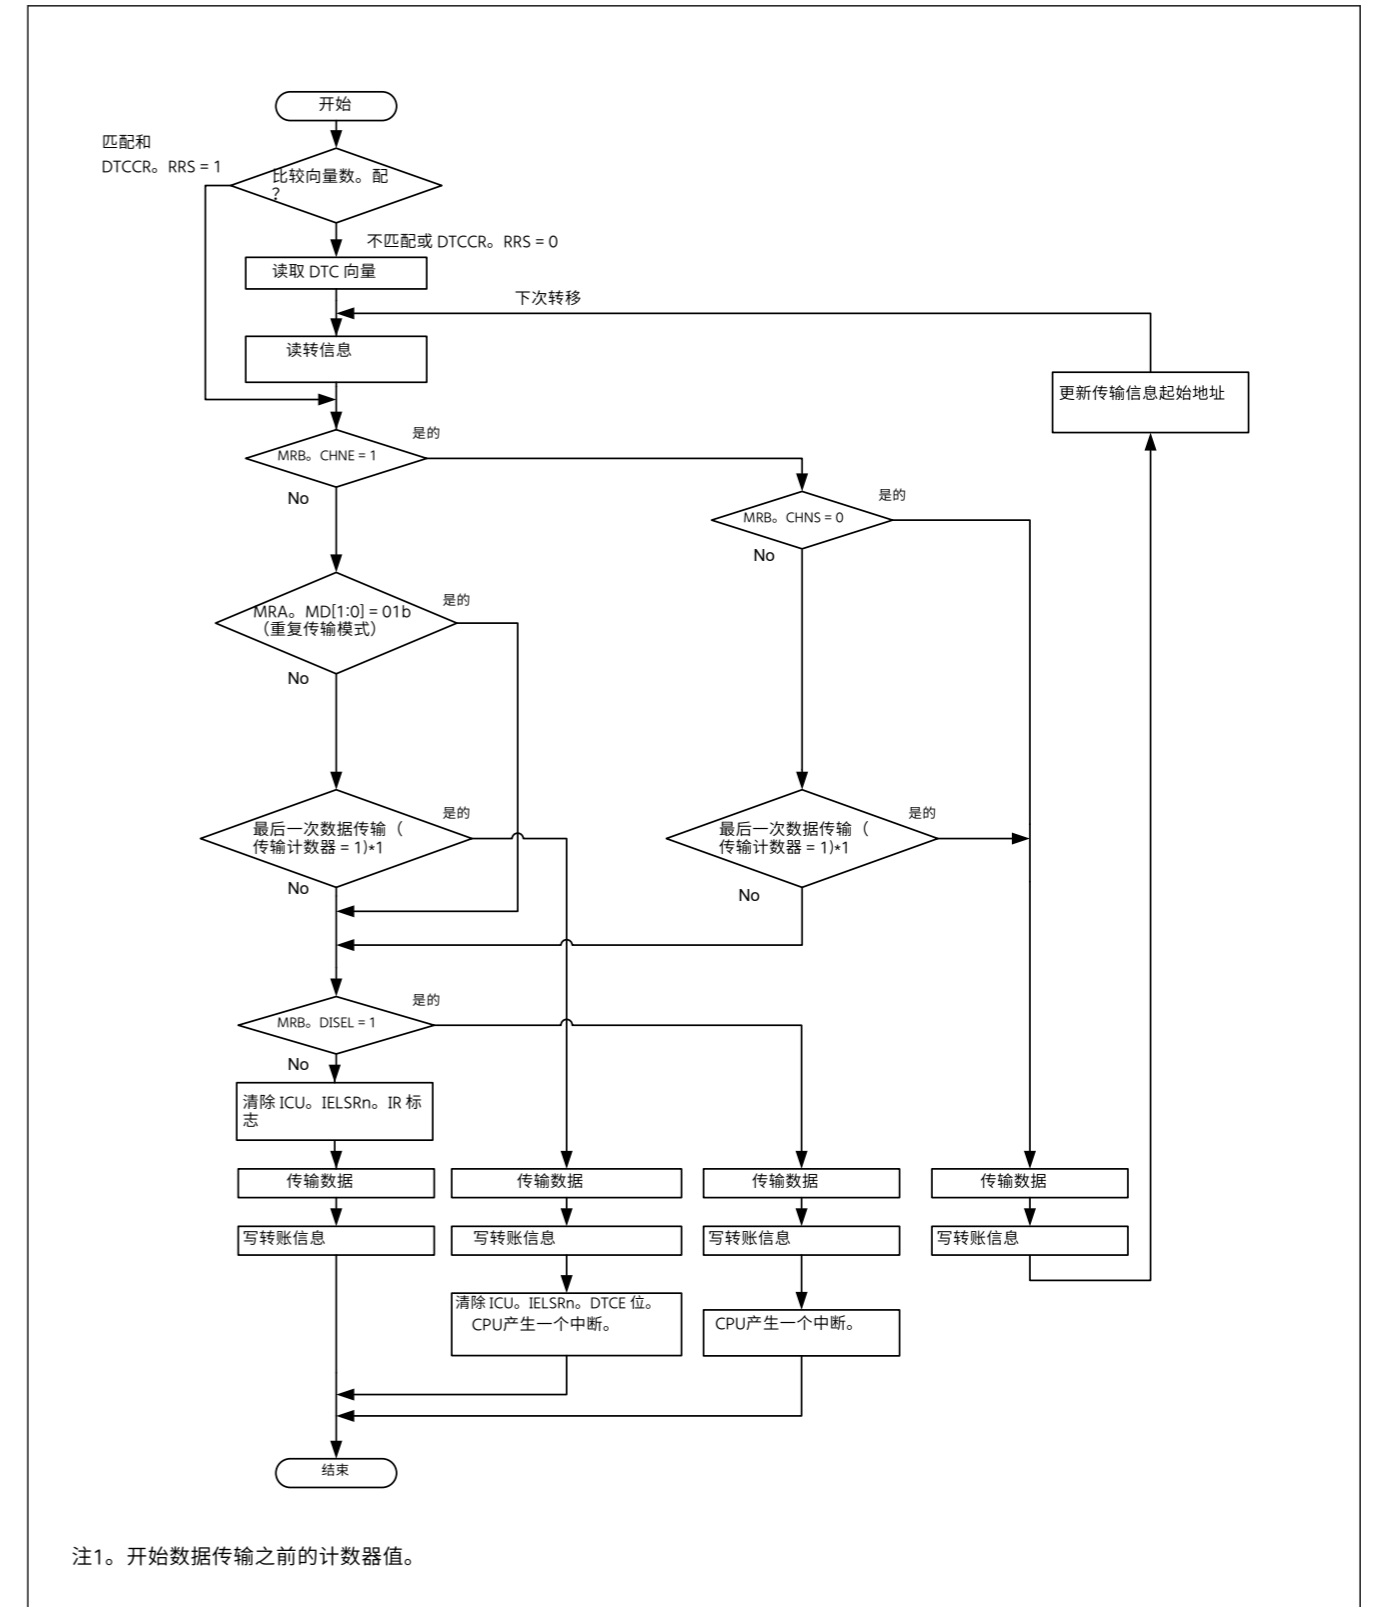 开始
匹配和
DTCCR。RRS = 1
比较向量数。配
？
不匹配或 DTCCR。RRS = 0
读取 DTC 向量
下次转移
读转信息
更新传输信息起始地址
是的
MRB。CHNE = 1
No
是的
MRB。CHNS = 0
No
是的
MRA。MD[1:0] = 01b
（重复传输模式）
No
是的
最后一次数据传输（
传输计数器 = 1)*1
No
是的
最后一次数据传输（
传输计数器 = 1)*1
No
是的
MRB。DISEL = 1
No
清除 ICU。IELSRn。IR 标
志
传输数据
传输数据
传输数据
传输数据
写转账信息
写转账信息
写转账信息
写转账信息
清除 ICU。IELSRn。DTCE 位。
CPU产生一个中断。
CPU产生一个中断。
结束
注1。开始数据传输之前的计数器值。